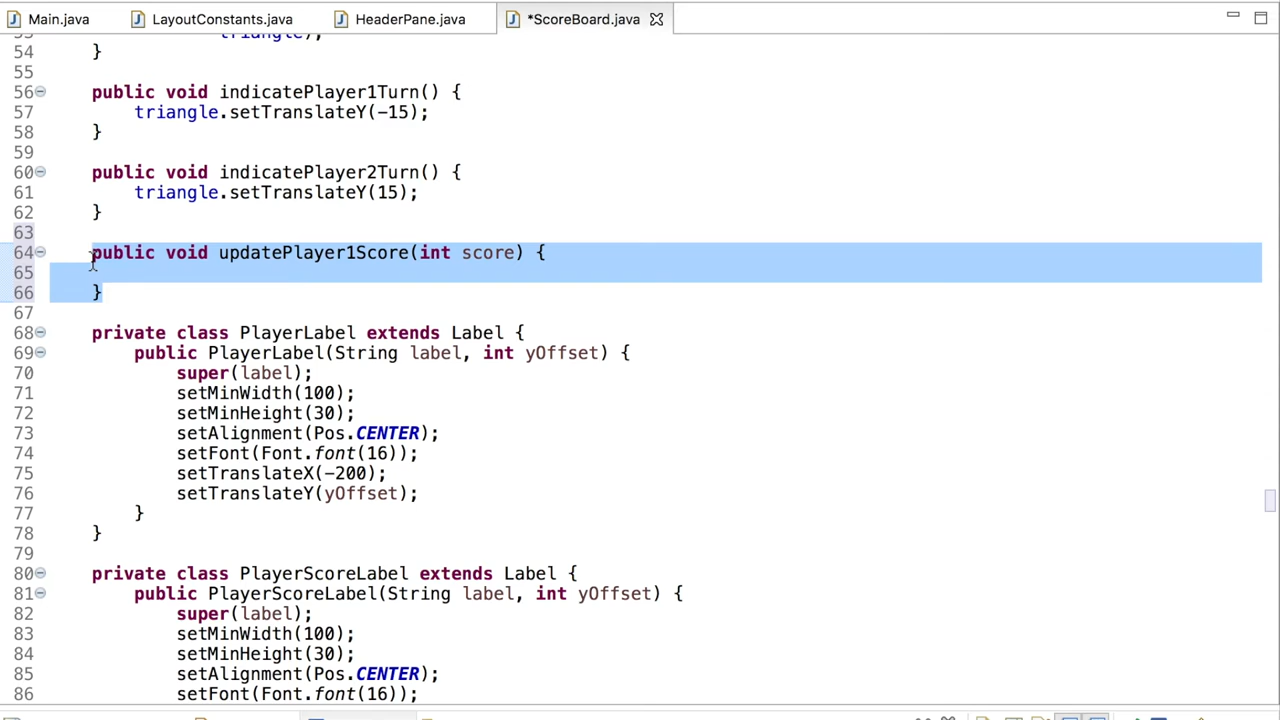 Main.java LayoutConstants.java HeaderPane.java *ScoreBoard.java
triangle);
54 }
55
56 public void indicatePlayer1Turn() {
57 triangle.setTranslateY(-15);
58 }
59
60 public void indicatePlayer2Turn() {
61 triangle.setTranslateY(15);
62 }
63
64 public void updatePlayer1Score(int score) {
65
66 }
67
68 private class PlayerLabel extends Label {
69 public PlayerLabel(String label, int yOffset) {
70 super(label);
71 setMinWidth(100);
72 setMinHeight(30);
73 setAlignment(Pos.CENTER);
74 setFont(Font.font(16));
75 setTranslateX(-200);
76 setTranslateY(yOffset);
77 }
78 }
79
80 private class PlayerScoreLabel extends Label {
81 public PlayerScoreLabel(String label, int yOffset) {
82 super(label);
83 setMinWidth(100);
84 setMinHeight(30);
85 setAlignment(Pos.CENTER);
86 setFont(Font.font(16));